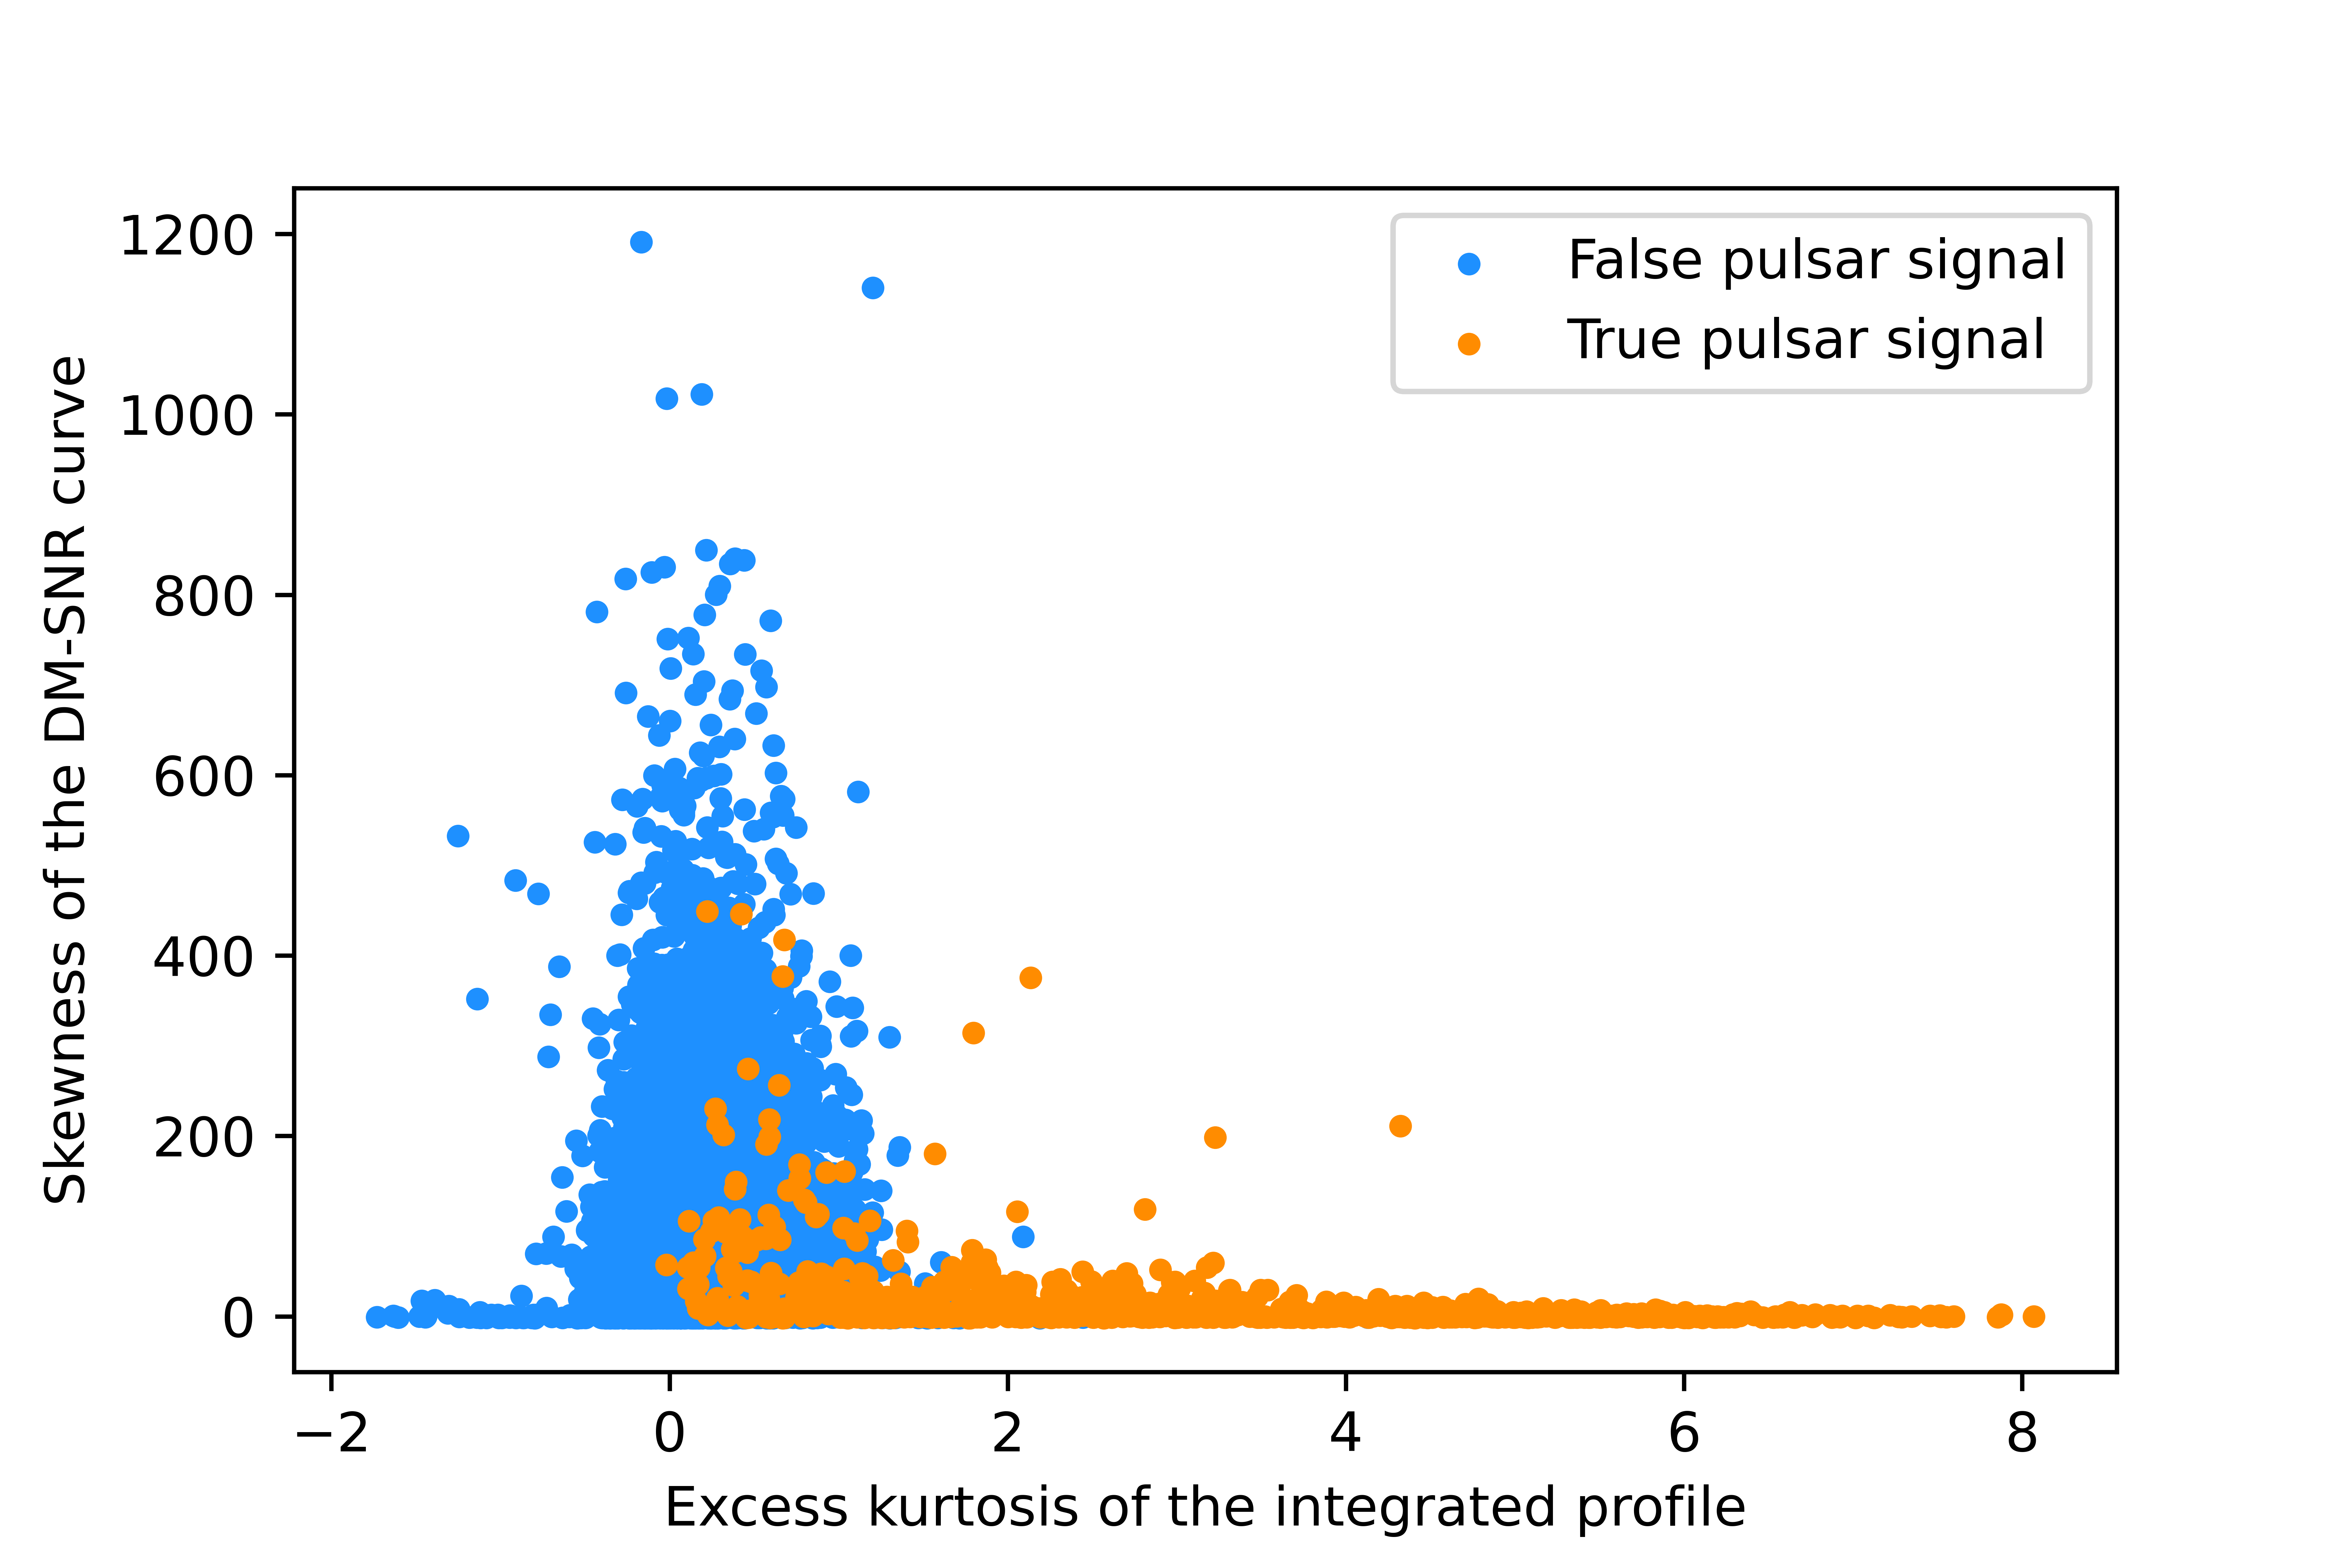 False pulsar signal
True pulsar signal
1200
1000
800
600
400
200
0
Skewness of the DM-SNR curve
−2 0 2 4 6 8
Excess kurtosis of the integrated profile